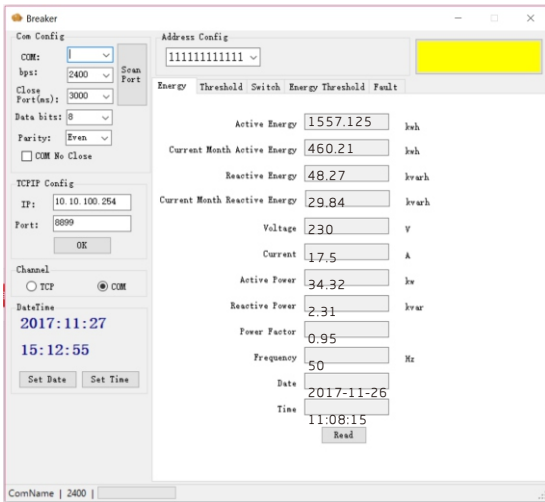 Breaker
Com Config
COM:
bps: 2400
Scan Port
Close Port(ms): 3000
Data bits: 8
Parity: Even
COM No Close
TCPIP Config
IP: 10.10.100.254
Port: 8899
OK
Channel
TCP COM
DateTime
2017:11:27
15:12:55
Set Date Set Time
Address Config
111111111111
Energy Threshold Switch Energy Threshold Fault
Active Energy 1557.125 kwh
Current Month Active Energy 460.21 kwh
Reactive Energy 48.27 kvarh
Current Month Reactive Energy 29.84 kvarh
Voltage 230 V
Current 17.5 A
Active Power 34.32 kw
Reactive Power 2.31 kvar
Power Factor 0.95
Frequency 50 Hz
Date 2017-11-26
Time 11:08:15
Read
ComName | 2400 |